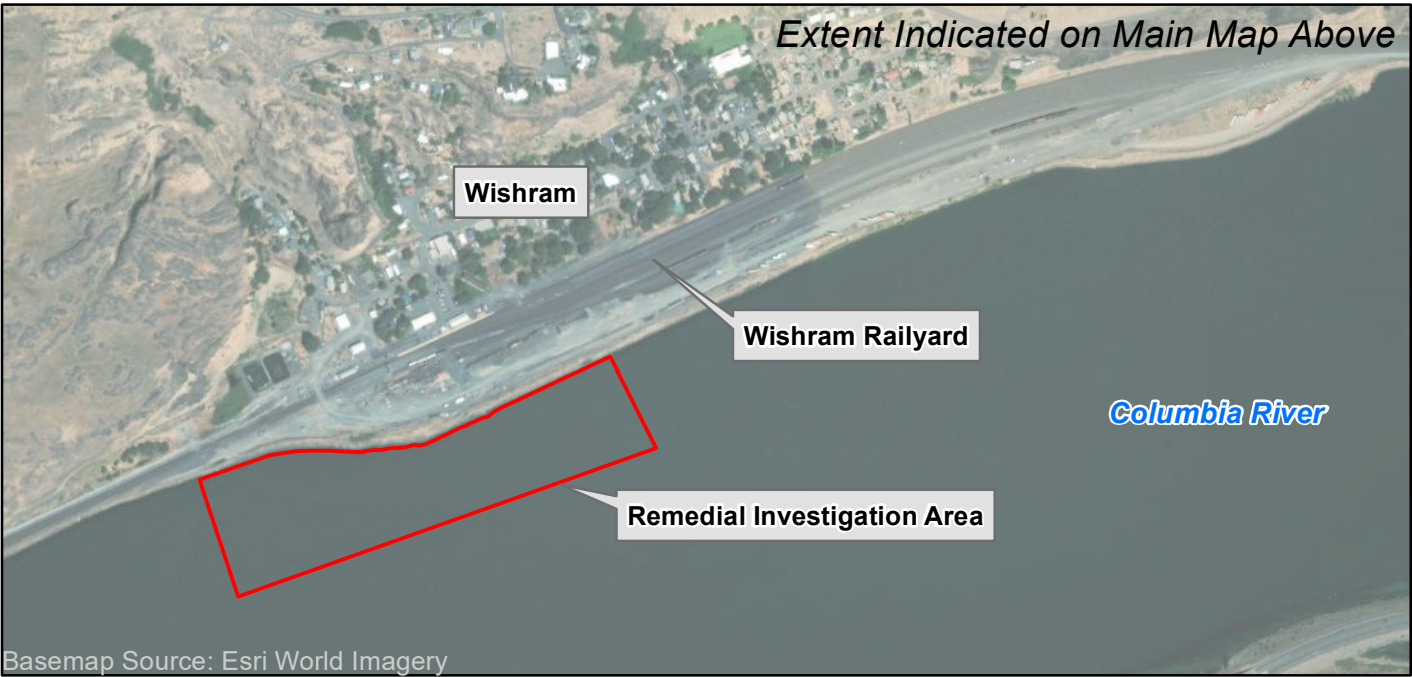 Extent Indicated on Main Map Above
Wishram
Wishram Railyard
Columbia River
Remedial Investigation Area
Basemap Source: Esri World Imagery